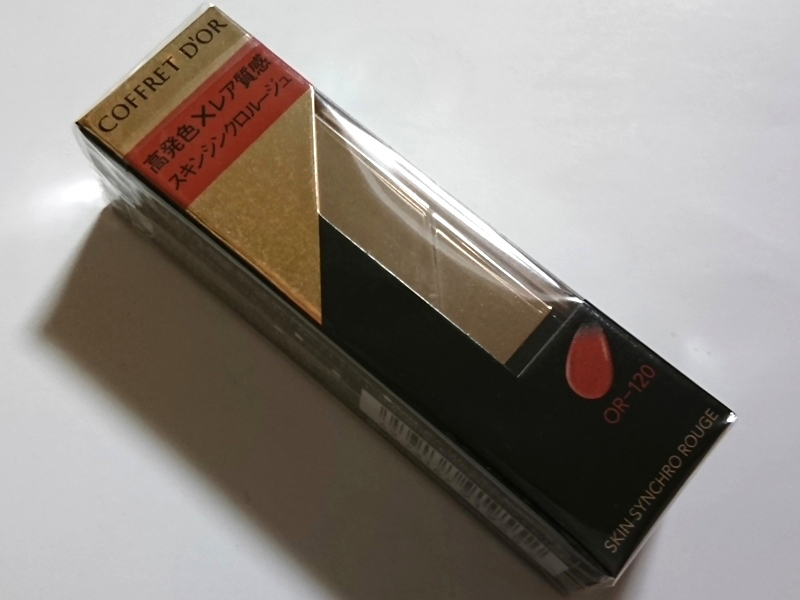 COFFRET D'OR
高発色×レア質感
スキンシンクロルージュ
OR-120
SKIN SYNCHRO ROUGE